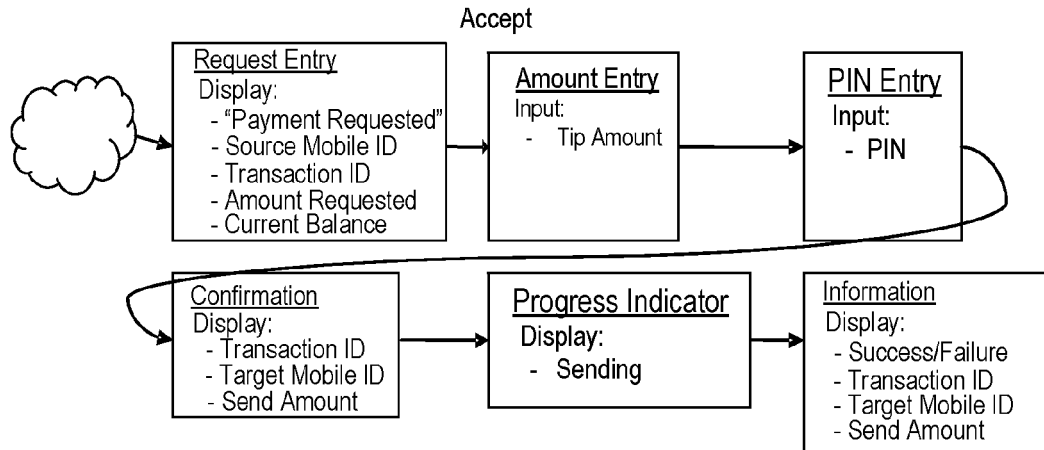 Accept
Request Entry
Display:
- “Payment Requested”
- Source Mobile ID
- Transaction ID
- Amount Requested
- Current Balance
Amount Entry
Input:
- Tip Amount
PIN Entry
Input:
- PIN
Confirmation
Display:
- Transaction ID
- Target Mobile ID
- Send Amount
Progress Indicator
Display:
- Sending
Information
Display:
- Success/Failure
- Transaction ID
- Target Mobile ID
- Send Amount